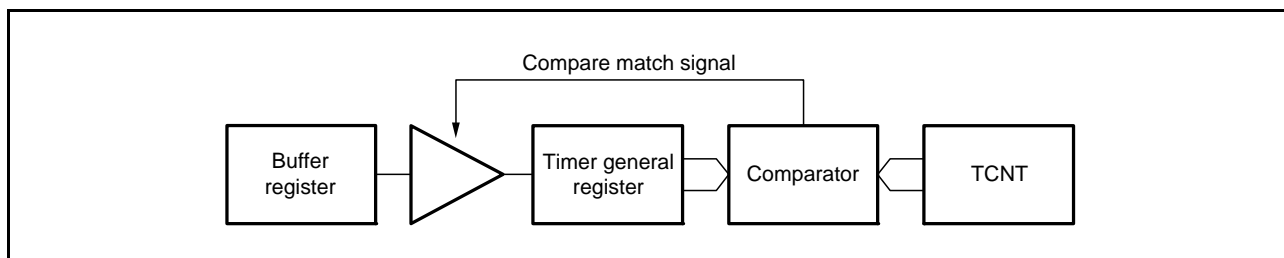 Compare match signal
Buffer
register
Timer general
register
Comparator
TCNT